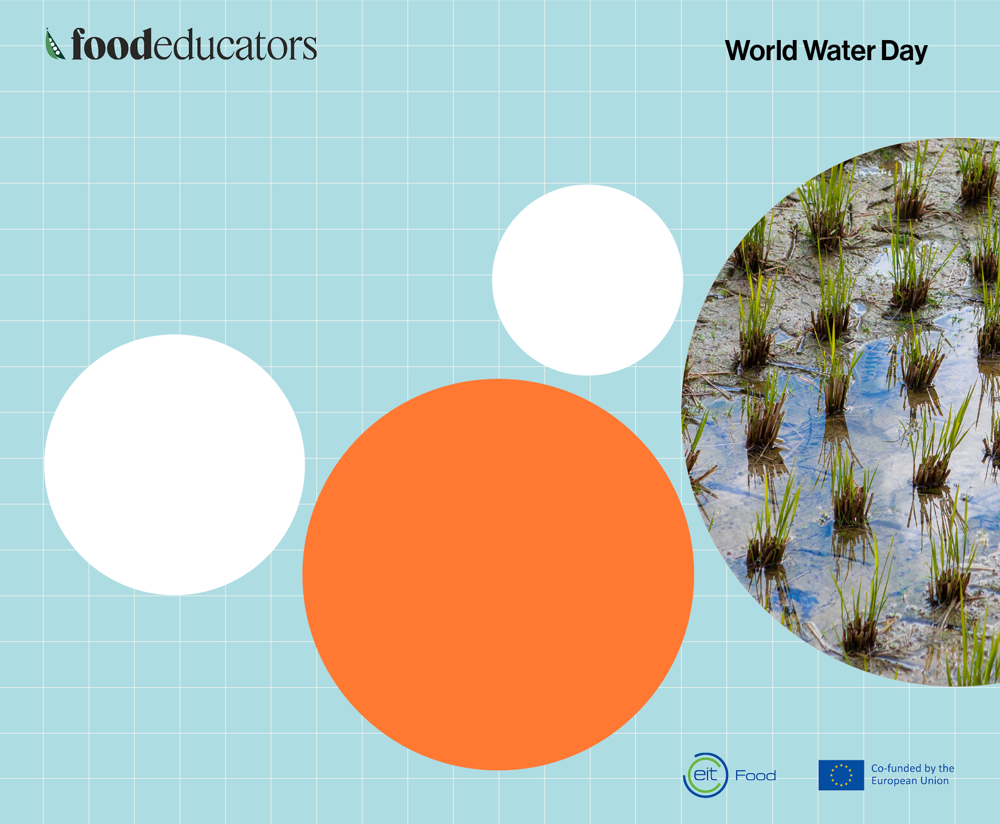 foodeducators
World Water Day
eit Food
Co-funded by the
European Union